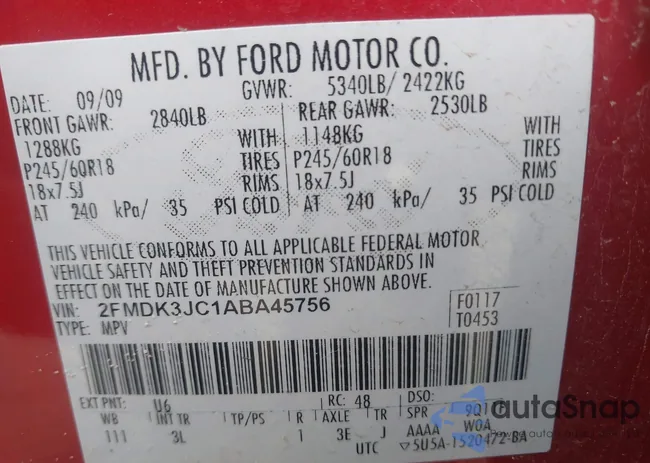 MFD. BY FORD MOTOR CO.
DATE: 09/09 GVWR: 5340LB/ 2422KG
FRONT GAWR: 2840LB REAR GAWR: 2530LB
1288KG WITH 1148KG WITH
P245/60R18 TIRES P245/60R18 TIRES
18x7.5J RIMS 18x7.5J RIMS
AT 240 kPa/ 35 PSI COLD AT 240 kPa/ 35 PSI COLD
THIS VEHICLE CONFORMS TO ALL APPLICABLE FEDERAL MOTOR
VEHICLE SAFETY AND THEFT PREVENTION STANDARDS IN
EFFECT ON THE DATE OF MANUFACTURE SHOWN ABOVE.
VIN: 2FMDK3JC1ABA45756 F0117
TYPE: MPV T0453
EXT PNT: U6 RC: 48 DSO:
WB INT TR TP/PS R AXLE TR SPR
111 3L 1 3E J AAAA WOA
UTC ▽5U5A-1520472-BA
autoSnap